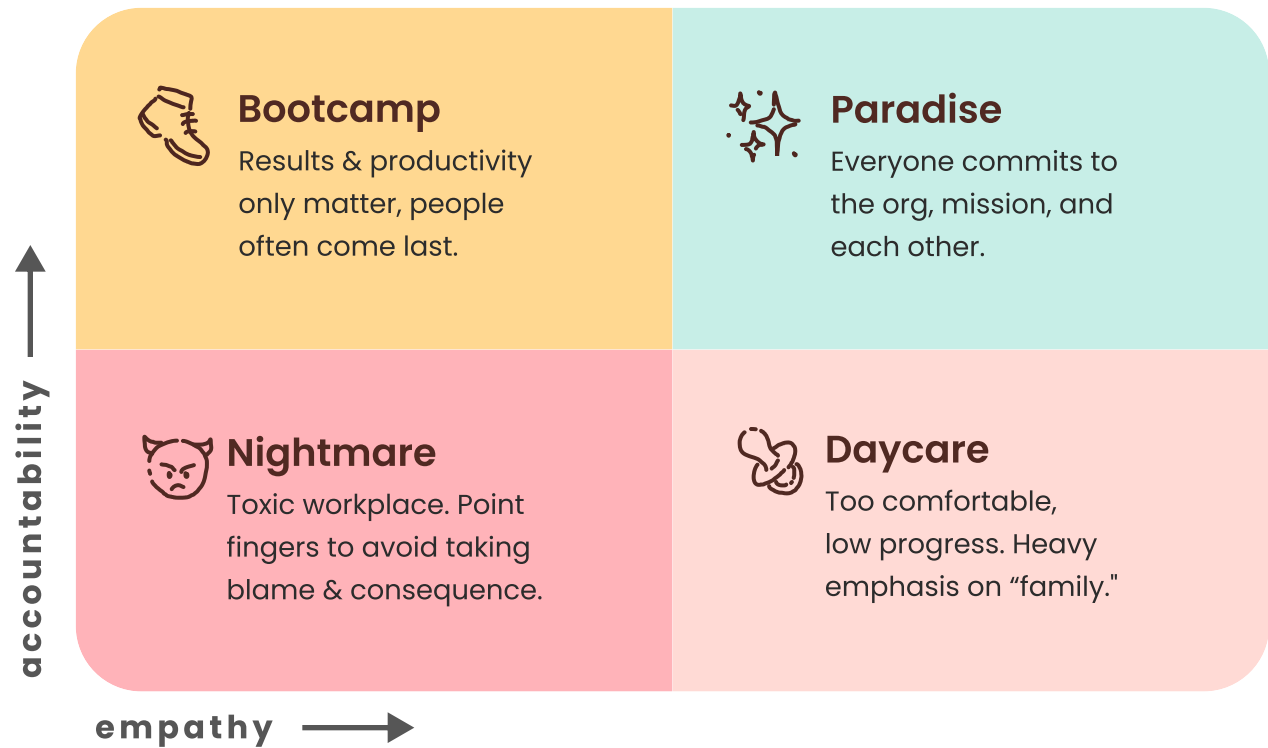 Bootcamp
Results & productivity
only matter, people
often come last.
Paradise
Everyone commits to
the org, mission, and
each other.
Nightmare
Toxic workplace. Point
fingers to avoid taking
blame & consequence.
Daycare
Too comfortable,
low progress. Heavy
emphasis on “family."
accountability
empathy